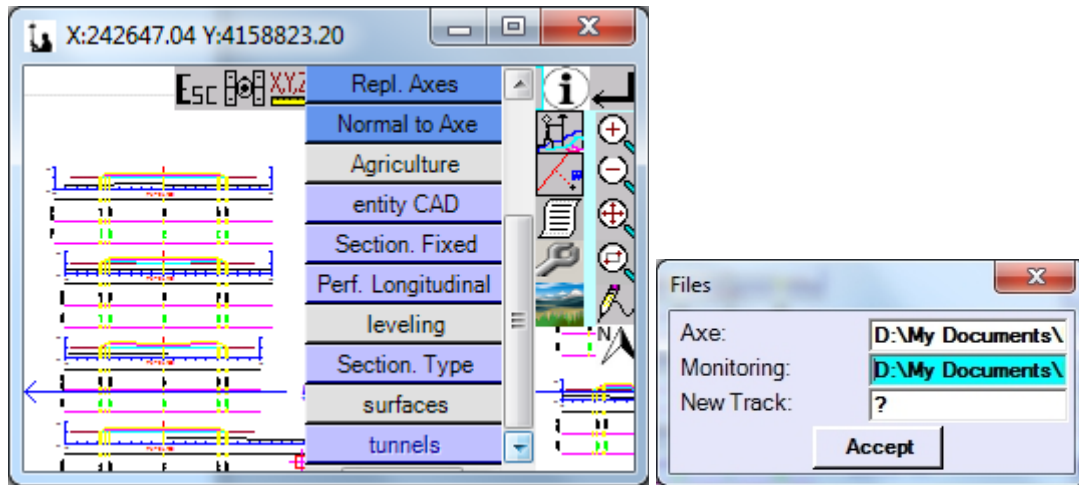 X:242647.04 Y:4158823.20
Esc X,Y,Z
Repl. Axes
Normal to Axe
Agriculture
entity CAD
Section. Fixed
Perf. Longitudinal
leveling
Section. Type
surfaces
tunnels
i
N
Files
Axe: D:\My Documents\
Monitoring: D:\My Documents\
New Track: ?
Accept